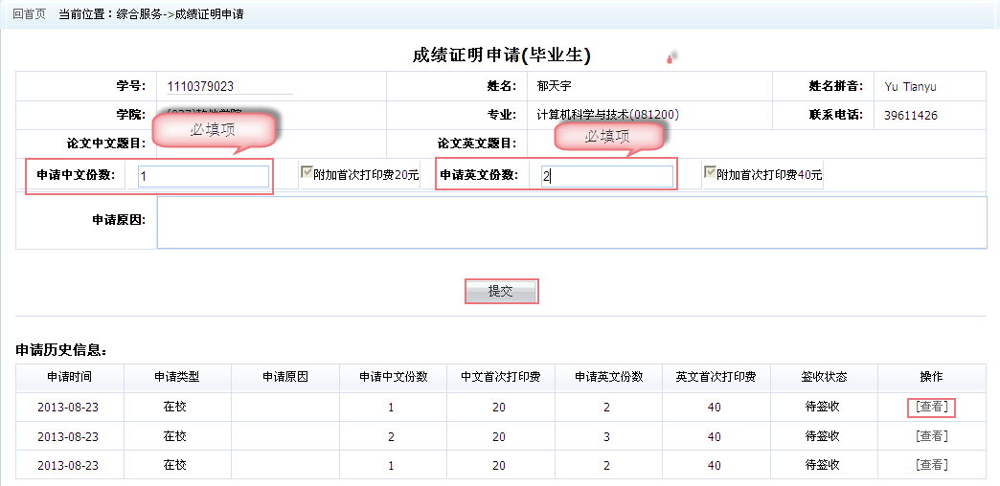 回首页 当前位置：综合服务->成绩证明申请
成绩证明申请(毕业生)
学号: 1110379023 姓名: 郁天宇 姓名拼音: Yu Tianyu
学院: 专业: 计算机科学与技术(081200) 联系电话: 39611426
必填项 必填项
论文中文题目: 论文英文题目:
申请中文份数: 1 附加首次打印费20元 申请英文份数: 2 附加首次打印费40元
申请原因:
提交
申请历史信息：
申请时间 申请类型 申请原因 申请中文份数 中文首次打印费 申请英文份数 英文首次打印费 签收状态 操作
2013-08-23 在校 1 20 2 40 待签收 [查看]
2013-08-23 在校 2 20 3 40 待签收 [查看]
2013-08-23 在校 1 20 2 40 待签收 [查看]